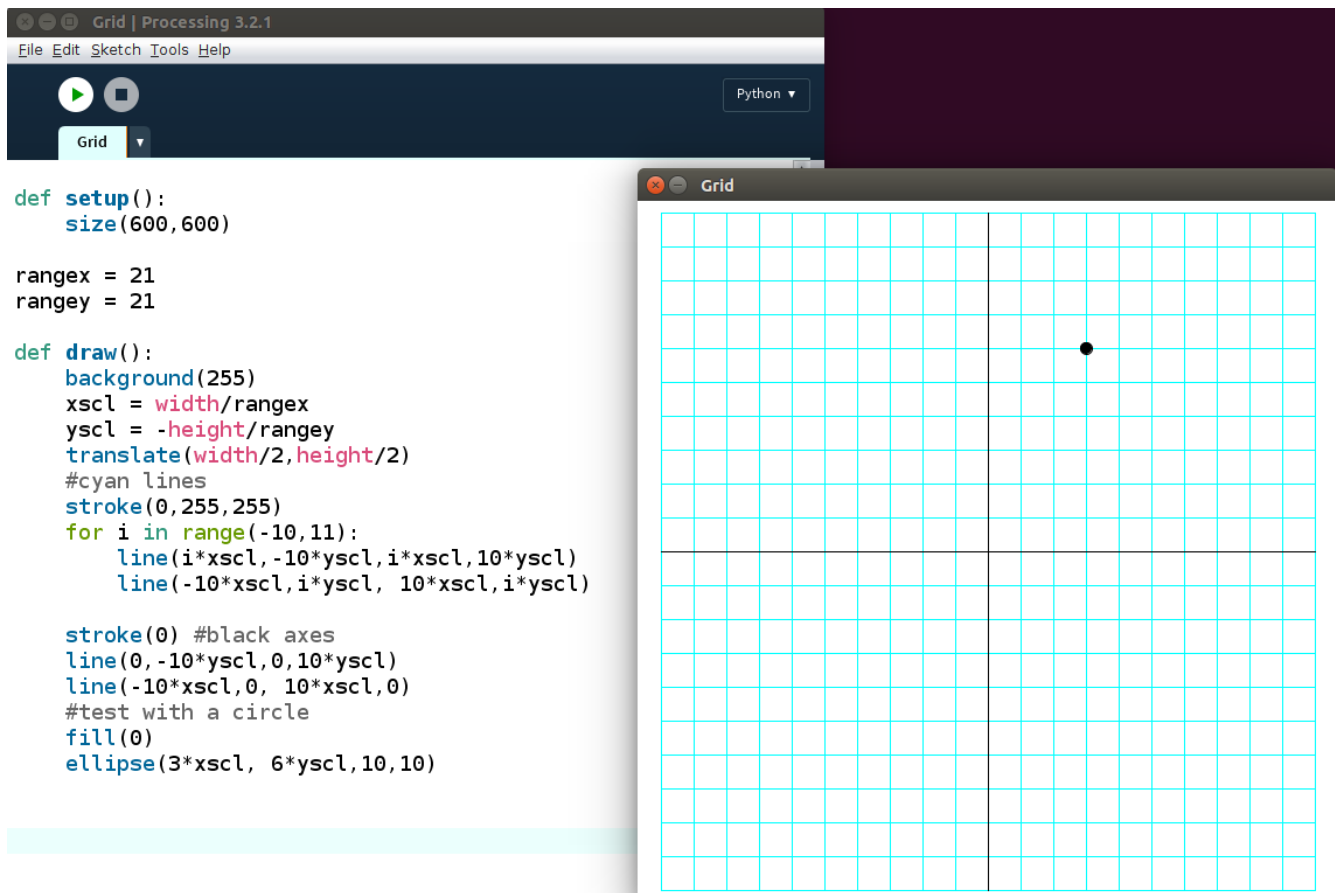 Grid | Processing 3.2.1
File Edit Sketch Tools Help
Python ▼
Grid ▼
def setup():
    size(600,600)

rangex = 21
rangey = 21

def draw():
    background(255)
    xscl = width/rangex
    yscl = -height/rangey
    translate(width/2,height/2)
    #cyan lines
    stroke(0,255,255)
    for i in range(-10,11):
        line(i*xscl,-10*yscl,i*xscl,10*yscl)
        line(-10*xscl,i*yscl, 10*xscl,i*yscl)

    stroke(0) #black axes
    line(0,-10*yscl,0,10*yscl)
    line(-10*xscl,0, 10*xscl,0)
    #test with a circle
    fill(0)
    ellipse(3*xscl, 6*yscl,10,10)
Grid